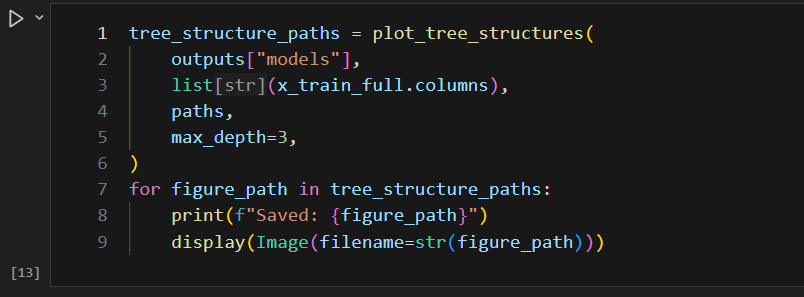 1 tree_structure_paths = plot_tree_structures(
2     outputs["models"],
3     list[str](x_train_full.columns),
4     paths,
5     max_depth=3,
6 )
7 for figure_path in tree_structure_paths:
8     print(f"Saved: {figure_path}")
9     display(Image(filename=str(figure_path)))
[13]